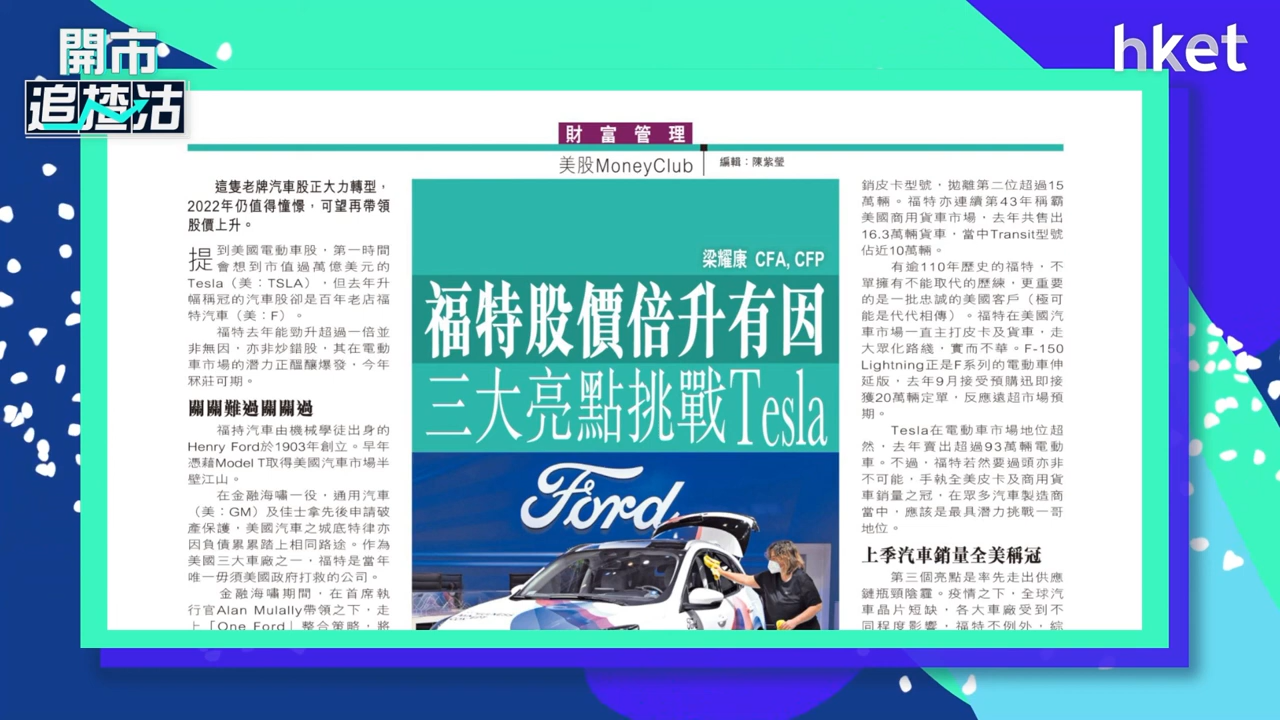 開市
追揸沽
hket
財富管理
美股MoneyClub
編輯：陳紫瑩
這隻老牌汽車股正大力轉型，
2022年仍值得憧憬，可望再帶領
股價上升。
提到美國電動車股，第一時間
會想到市值過萬億美元的
Tesla（美：TSLA），但去年升
幅稱冠的汽車股卻是百年老店福
特汽車（美：F）。
福特去年能勁升超過一倍並
非無因，亦非炒錯股，其在電動
車市場的潛力正醞釀爆發，今年
冧莊可期。
關關難過關關過
福持汽車由機械學徒出身的
Henry Ford於1903年創立。早年
憑藉Model T取得美國汽車市場半
壁江山。
在金融海嘯一役，通用汽車
（美：GM）及佳士拿先後申請破
產保護，美國汽車之城底特律亦
因負債累累踏上相同路途。作為
美國三大車廠之一，福特是當年
唯一毋須美國政府打救的公司。
金融海嘯期間，在首席執
行官Alan Mulally帶領之下，走
上「One Ford」整合策略，將
梁耀康 CFA, CFP
福特股價倍升有因
三大亮點挑戰Tesla
Ford
銷皮卡型號，拋離第二位超過15
萬輛。福特亦連續第43年稱霸
美國商用貨車市場，去年共售出
16.3萬輛貨車，當中Transit型號
佔近10萬輛。
有逾110年歷史的福特，不
單擁有不能取代的歷練，更重要
的是一批忠誠的美國客戶（極可
能是代代相傳）。福特在美國汽
車市場一直主打皮卡及貨車，走
大眾化路綫，實而不華。F-150
Lightning正是F系列的電動車伸
延版，去年9月接受預購迅即接
獲20萬輛定單，反應遠超市場預
期。
Tesla在電動車市場地位超
然，去年賣出超過93萬輛電動
車。不過，福特若然要過頭亦非
不可能，手執全美皮卡及商用貨
車銷量之冠，在眾多汽車製造商
當中，應該是最具潛力挑戰一哥
地位。
上季汽車銷量全美稱冠
第三個亮點是率先走出供應
鏈瓶頸陰霾。疫情之下，全球汽
車晶片短缺，各大車廠受到不
同程度影響，福特不例外，綜